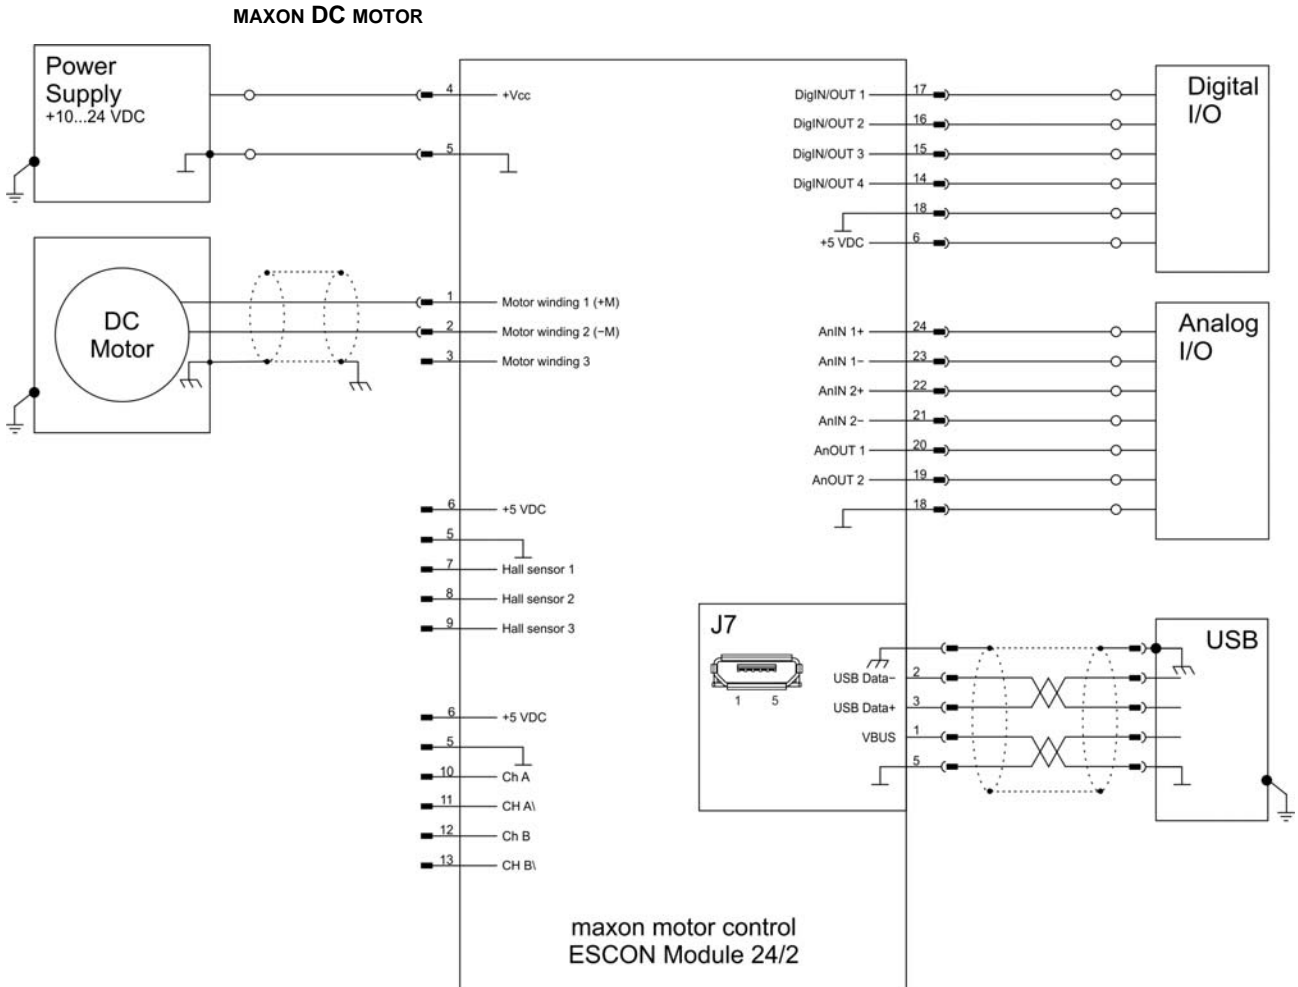 MAXON DC MOTOR
Power
Supply
+10...24 VDC
4
+Vcc
5
DC
Motor
1
Motor winding 1 (+M)
2
Motor winding 2 (−M)
3
Motor winding 3
6
+5 VDC
5
7
Hall sensor 1
8
Hall sensor 2
9
Hall sensor 3
6
+5 VDC
5
10
Ch A
11
CH A\
12
Ch B
13
CH B\
DigIN/OUT 1
17
DigIN/OUT 2
16
DigIN/OUT 3
15
DigIN/OUT 4
14
18
+5 VDC
6
Digital
I/O
AnIN 1+
24
AnIN 1−
23
AnIN 2+
22
AnIN 2−
21
AnOUT 1
20
AnOUT 2
19
18
Analog
I/O
J7
1 5
USB Data−
2
USB Data+
3
VBUS
1
5
USB
maxon motor control
ESCON Module 24/2